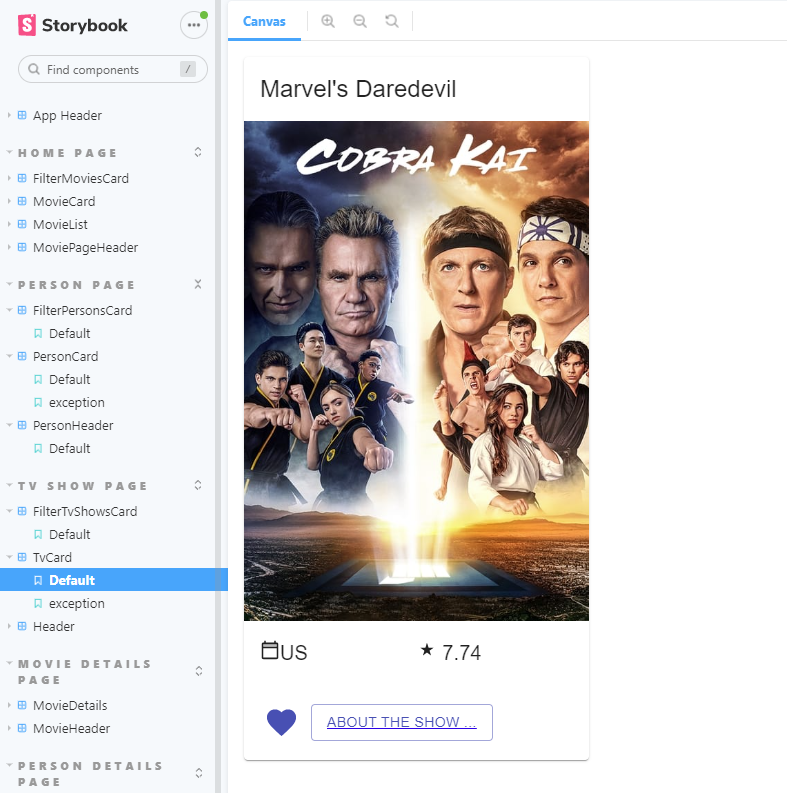 Storybook
Find components /
App Header
HOME PAGE
FilterMoviesCard
MovieCard
MovieList
MoviePageHeader
PERSON PAGE
FilterPersonsCard
Default
PersonCard
Default
exception
PersonHeader
Default
TV SHOW PAGE
FilterTvShowsCard
Default
TvCard
Default
exception
Header
MOVIE DETAILS
PAGE
MovieDetails
MovieHeader
PERSON DETAILS
PAGE
Canvas
Marvel's Daredevil
COBRA KAI
US
7.74
ABOUT THE SHOW ...